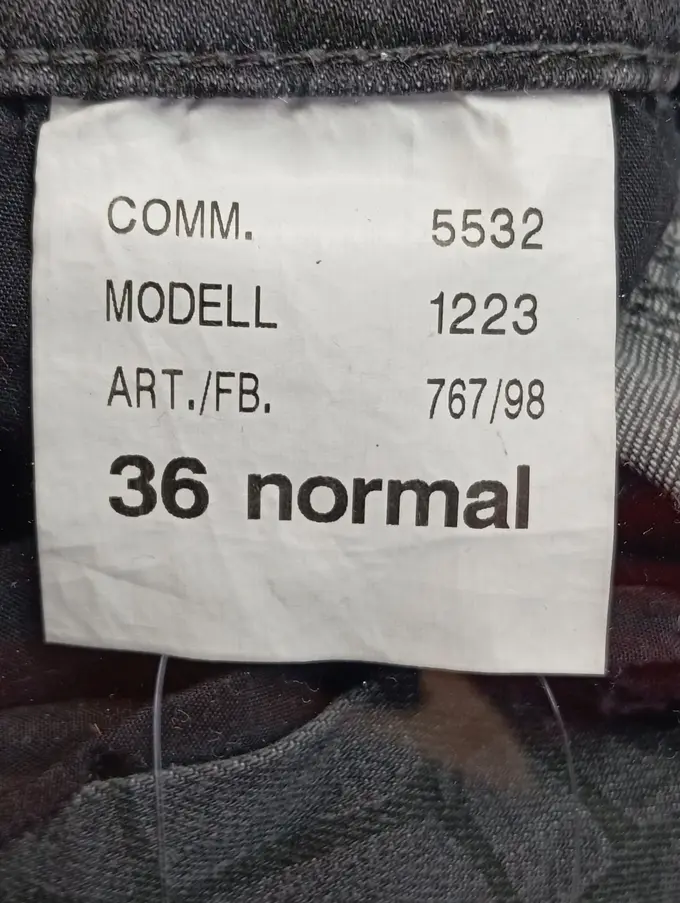 COMM. 5532
MODELL 1223
ART./FB. 767/98
36 normal